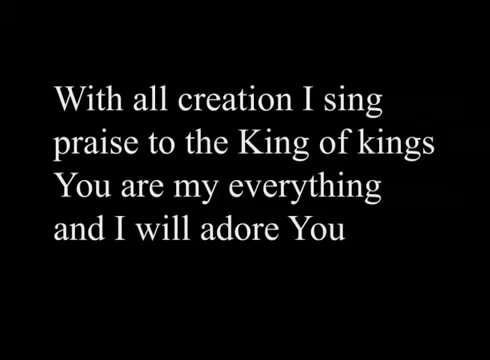 With all creation I sing
praise to the King of kings
You are my everything
and I will adore You